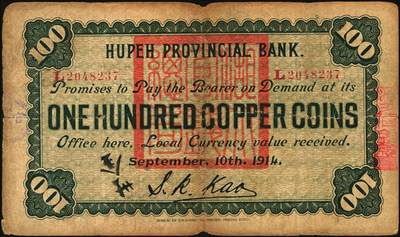 100 100
HUPEH PROVINCIAL BANK.
L2048237 L2048237
Promises to Pay the Bearer on Demand at its
ONE HUNDRED COPPER COINS
Office here. Local Currency value received.
September, 10th. 1914.
S. K. Kao
100 100